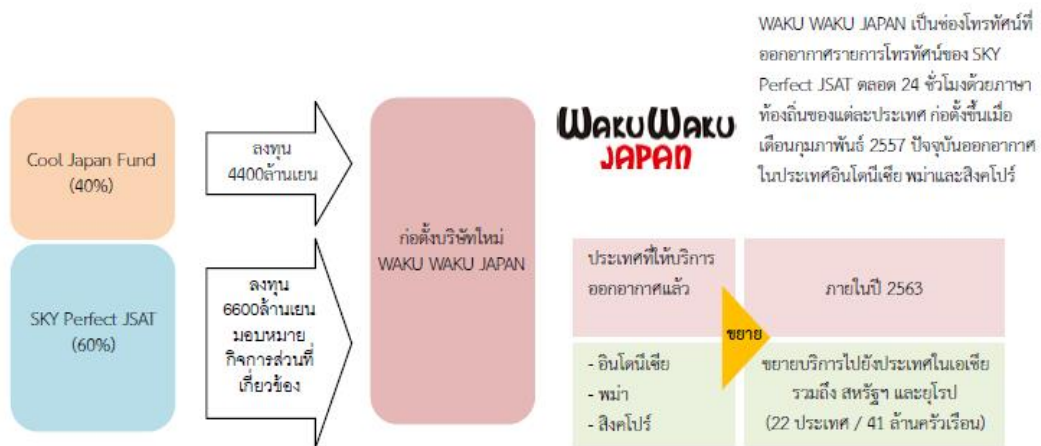 WAKU WAKU JAPAN เป็นช่องโทรทัศน์ที่
ออกอากาศรายการโทรทัศน์ของ SKY
Perfect JSAT ตลอด 24 ชั่วโมงด้วยภาษา
ท้องถิ่นของแต่ละประเทศ ก่อตั้งขึ้นเมื่อ
เดือนกุมภาพันธ์ 2557 ปัจจุบันออกอากาศ
ในประเทศอินโดนีเซีย พม่าและสิงคโปร์
Cool Japan Fund
(40%)
ลงทุน
4400ล้านเยน
SKY Perfect JSAT
(60%)
ลงทุน
6600ล้านเยน
มอบหมาย
กิจการส่วนที่
เกี่ยวข้อง
ก่อตั้งบริษัทใหม่
WAKU WAKU JAPAN
WAKUWAKU
JAPAN
ประเทศที่ให้บริการ
ออกอากาศแล้ว
ขยาย
ภายในปี 2563
- อินโดนีเซีย
- พม่า
- สิงคโปร์
ขยายบริการไปยังประเทศในเอเชีย
รวมถึง สหรัฐฯ และยุโรป
(22 ประเทศ / 41 ล้านครัวเรือน)